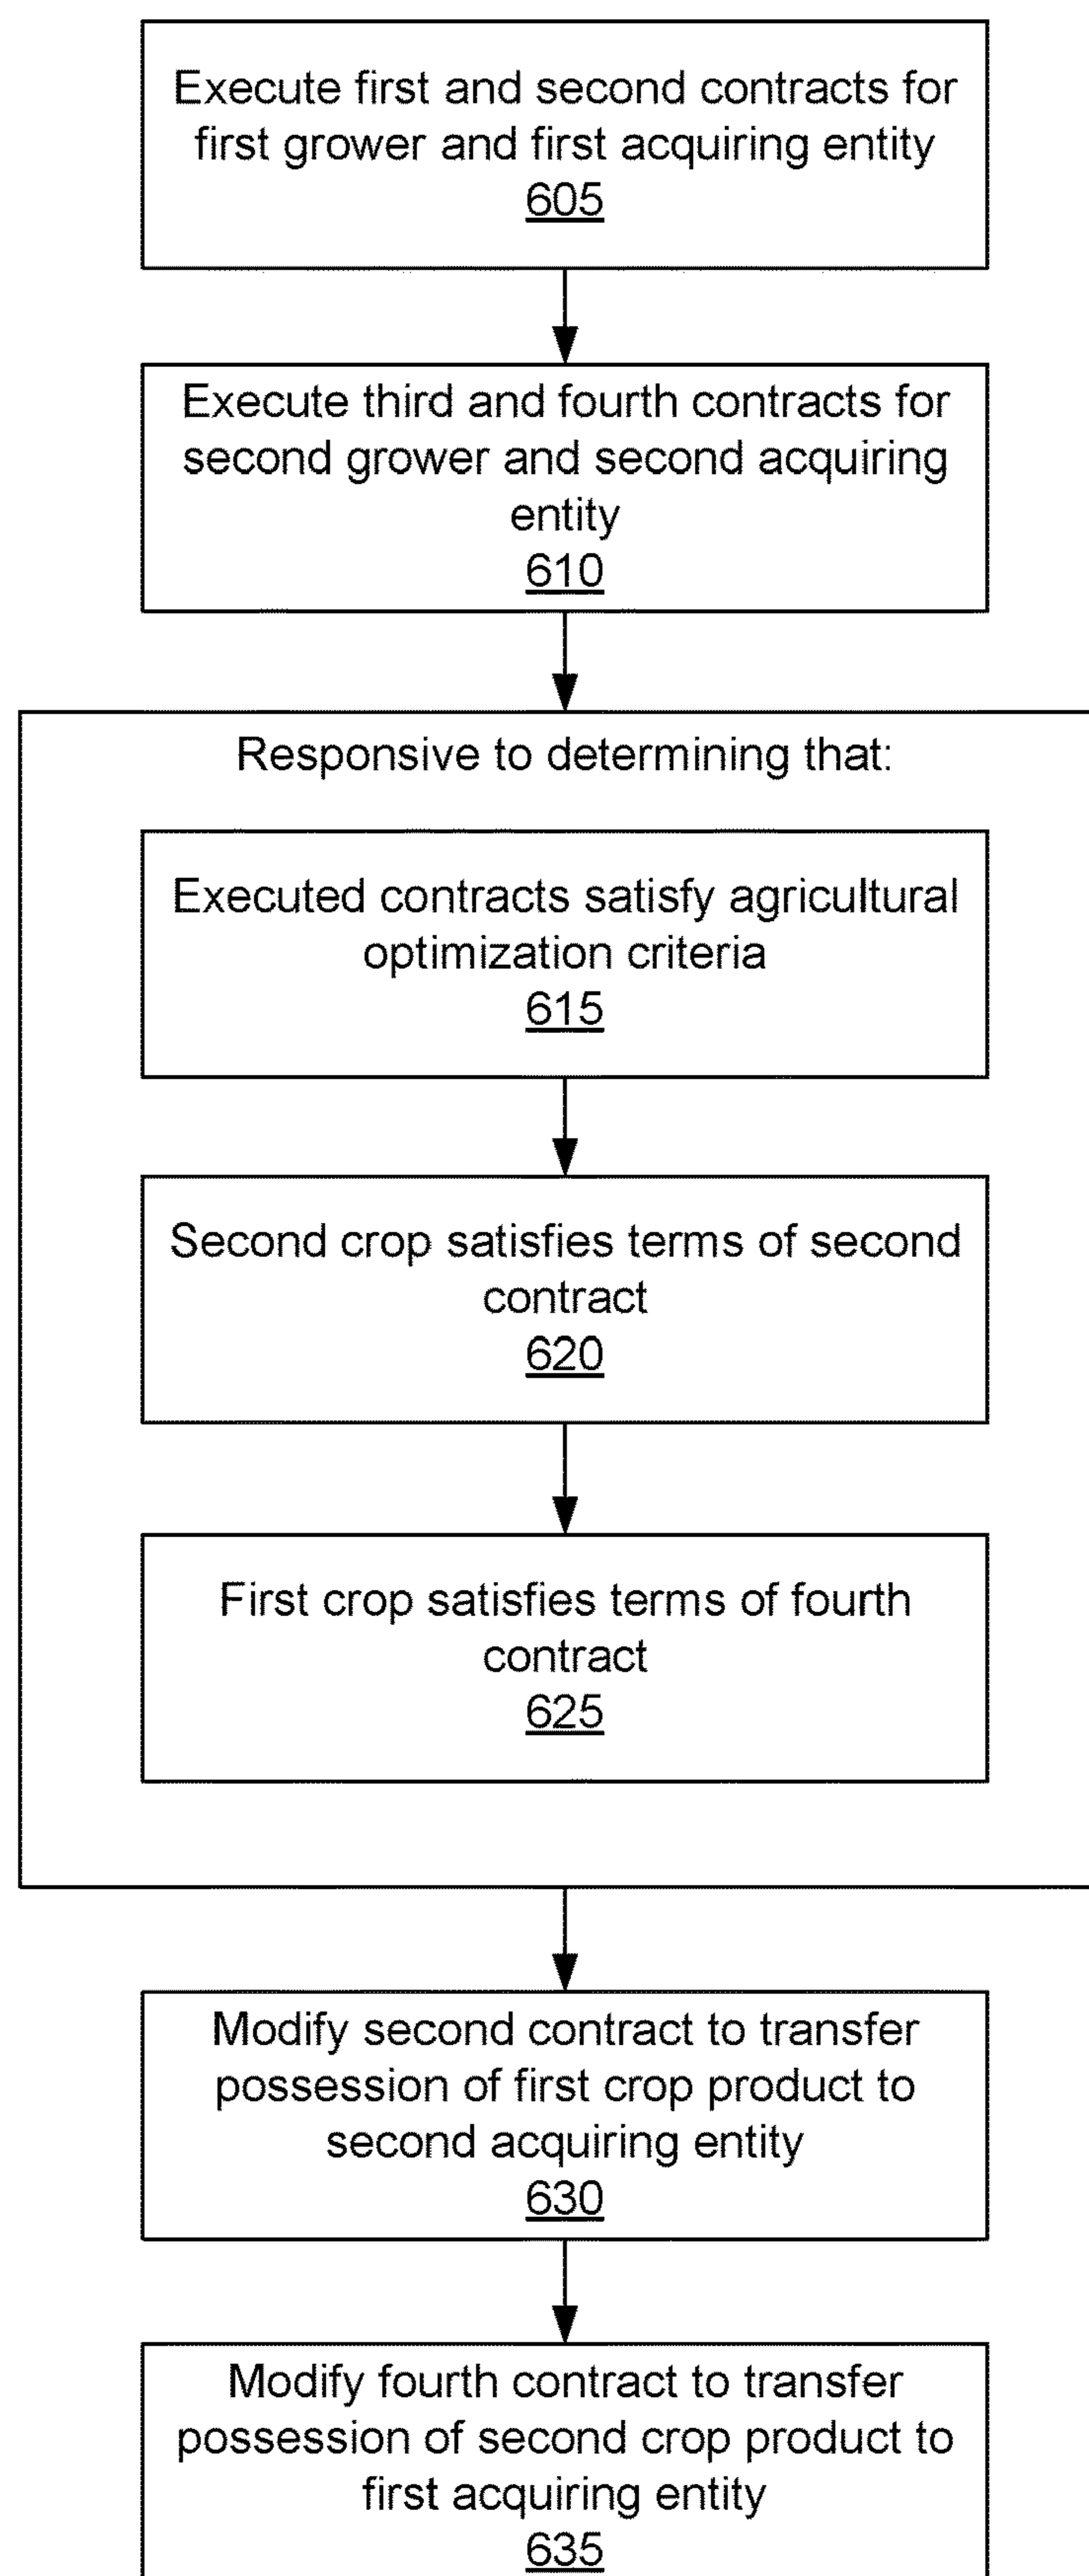 Execute first and second contracts for
first grower and first acquiring entity
605
Execute third and fourth contracts for
second grower and second acquiring
entity
610
Responsive to determining that:
Executed contracts satisfy agricultural
optimization criteria
615
Second crop satisfies terms of second
contract
620
First crop satisfies terms of fourth
contract
625
Modify second contract to transfer
possession of first crop product to
second acquiring entity
630
Modify fourth contract to transfer
possession of second crop product to
first acquiring entity
635